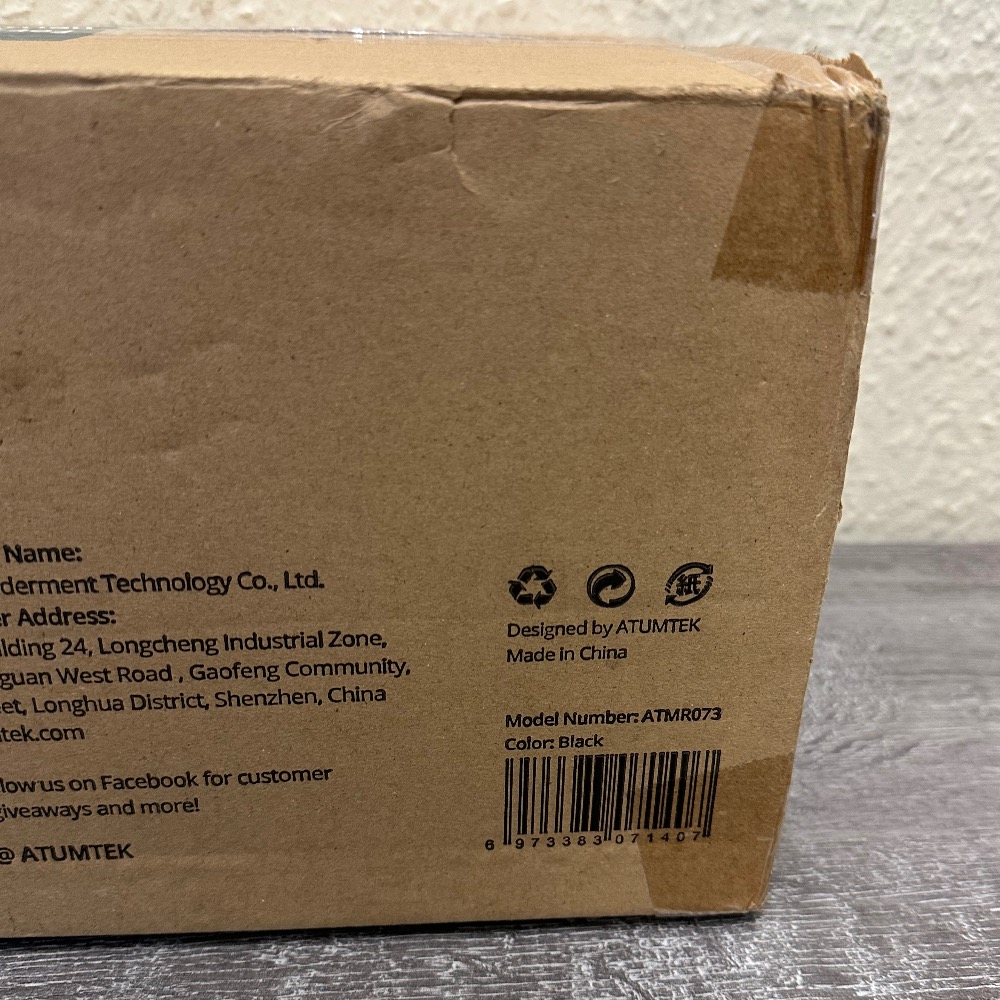 Name:
derment Technology Co., Ltd.
r Address:
lding 24, Longcheng Industrial Zone,
guan West Road , Gaofeng Community,
et, Longhua District, Shenzhen, China
tek.com
low us on Facebook for customer
giveaways and more!
@ ATUMTEK
紙
Designed by ATUMTEK
Made in China
Model Number: ATMR073
Color: Black
6 973383 071407